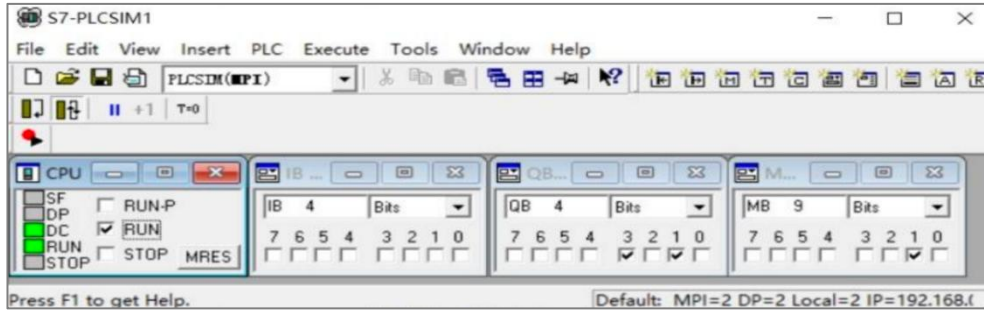 S7-PLCSIM1
File Edit View Insert PLC Execute Tools Window Help
PLCSIM(MPI)
+1 T=0
CPU
SF
DP
DC
RUN
STOP
RUN-P
RUN
STOP
MRES
IB ...
IB 4 Bits
7 6 5 4 3 2 1 0
QB...
QB 4 Bits
7 6 5 4 3 2 1 0
M...
MB 9 Bits
7 6 5 4 3 2 1 0
Press F1 to get Help.
Default: MPI=2 DP=2 Local=2 IP=192.168.(